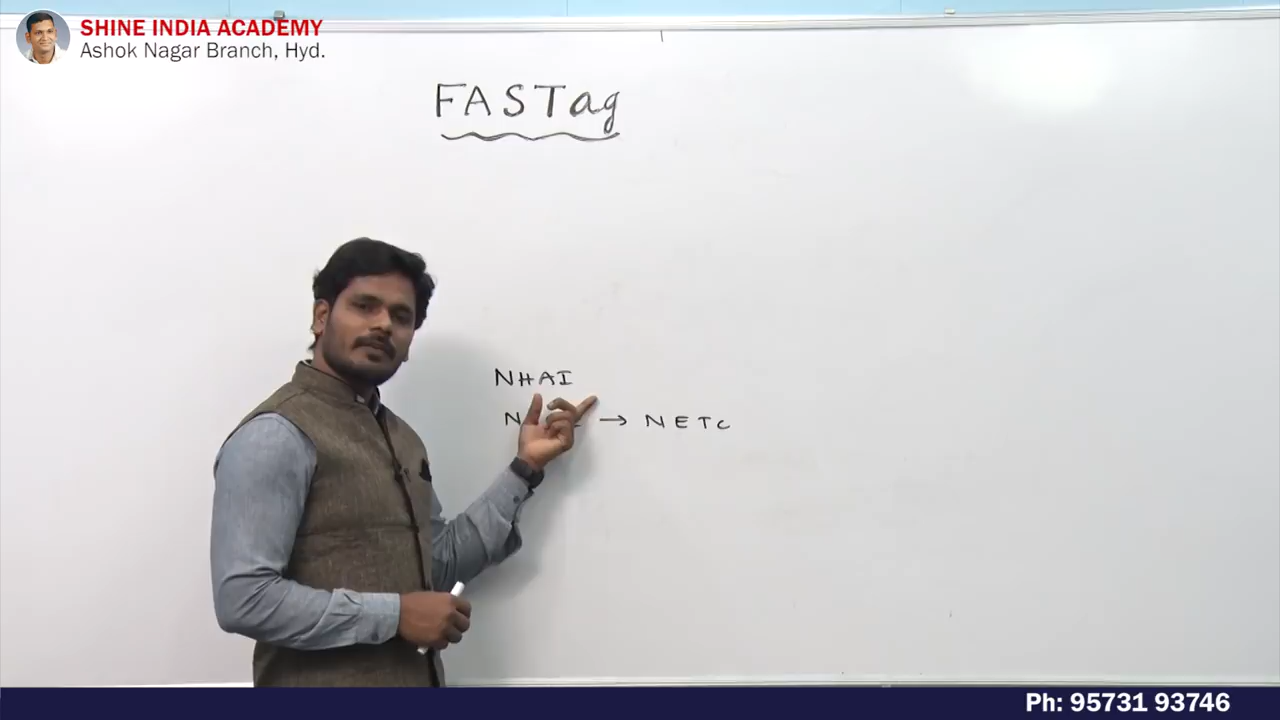 SHINE INDIA ACADEMY
Ashok Nagar Branch, Hyd.
FASTag
NHAI
→ NETC
Ph: 95731 93746